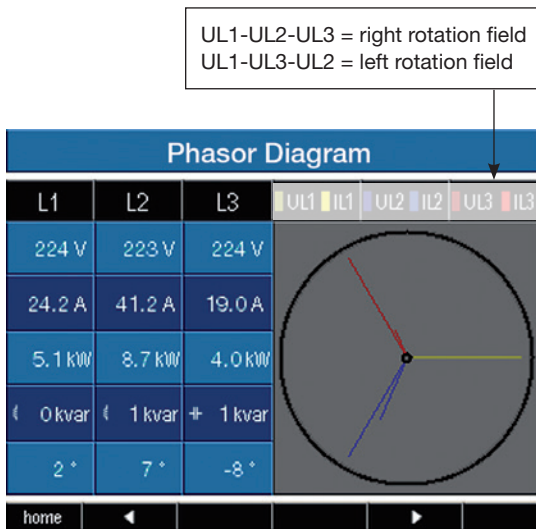 UL1-UL2-UL3 = right rotation field
UL1-UL3-UL2 = left rotation field
Phasor Diagram
L1 L2 L3 UL1 IL1 UL2 IL2 UL3 IL3
224 V 223 V 224 V
24.2 A 41.2 A 19.0 A
5.1 kW 8.7 kW 4.0 kW
0 kvar 1 kvar 1 kvar
2 ° 7 ° -8 °
home